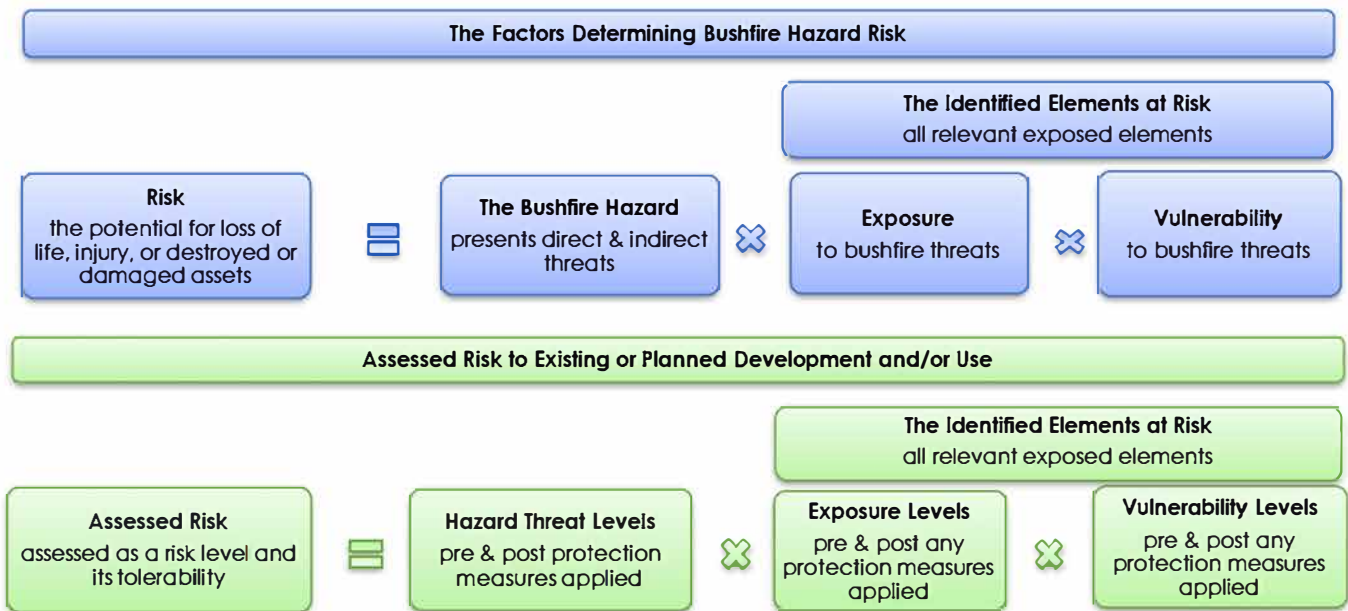 The Factors Determining Bushfire Hazard Risk
The Identified Elements at Risk
all relevant exposed elements
Risk
the potential for loss of
life, injury, or destroyed or
damaged assets
The Bushfire Hazard
presents direct & indirect
threats
Exposure
to bushfire threats
Vulnerability
to bushfire threats
Assessed Risk to Existing or Planned Development and/or Use
The Identified Elements at Risk
all relevant exposed elements
Assessed Risk
assessed as a risk level and
its tolerability
Hazard Threat Levels
pre & post protection
measures applied
Exposure Levels
pre & post any
protection measures
applied
Vulnerability Levels
pre & post any
protection measures
applied